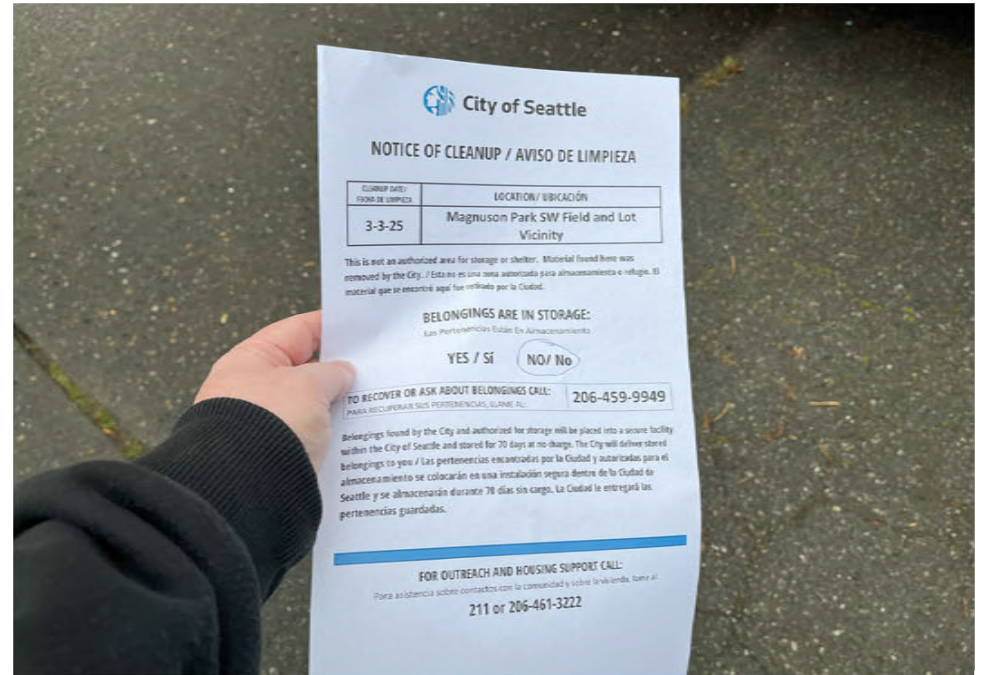 City of Seattle
NOTICE OF CLEANUP / AVISO DE LIMPIEZA
CLEANUP DATE/
FECHA DE LIMPIEZA
LOCATION/ UBICACIÓN
3-3-25
Magnuson Park SW Field and Lot
Vicinity
This is not an authorized area for storage or shelter. Material found here was
removed by the City. / Esta no es una zona autorizada para almacenamiento o refugio. El
material que se encontró aquí fue retirado por la Ciudad.
BELONGINGS ARE IN STORAGE:
Las Pertenencias Están En Almacenamiento
YES / Sí
NO/ No
TO RECOVER OR ASK ABOUT BELONGINGS CALL:
PARA RECUPERAR SUS PERTENENCIAS, LLAME AL:
206-459-9949
Belongings found by the City and authorized for storage will be placed into a secure facility
within the City of Seattle and stored for 70 days at no charge. The City will deliver stored
belongings to you / Las pertenencias encontradas por la Ciudad y autorizadas para el
almacenamiento se colocarán en una instalación segura dentro de la Ciudad de
Seattle y se almacenarán durante 70 días sin cargo. La Ciudad le entregará las
pertenencias guardadas.
FOR OUTREACH AND HOUSING SUPPORT CALL:
Para asistencia sobre contactos con la comunidad y sobre la vivienda, llame al
211 or 206-461-3222